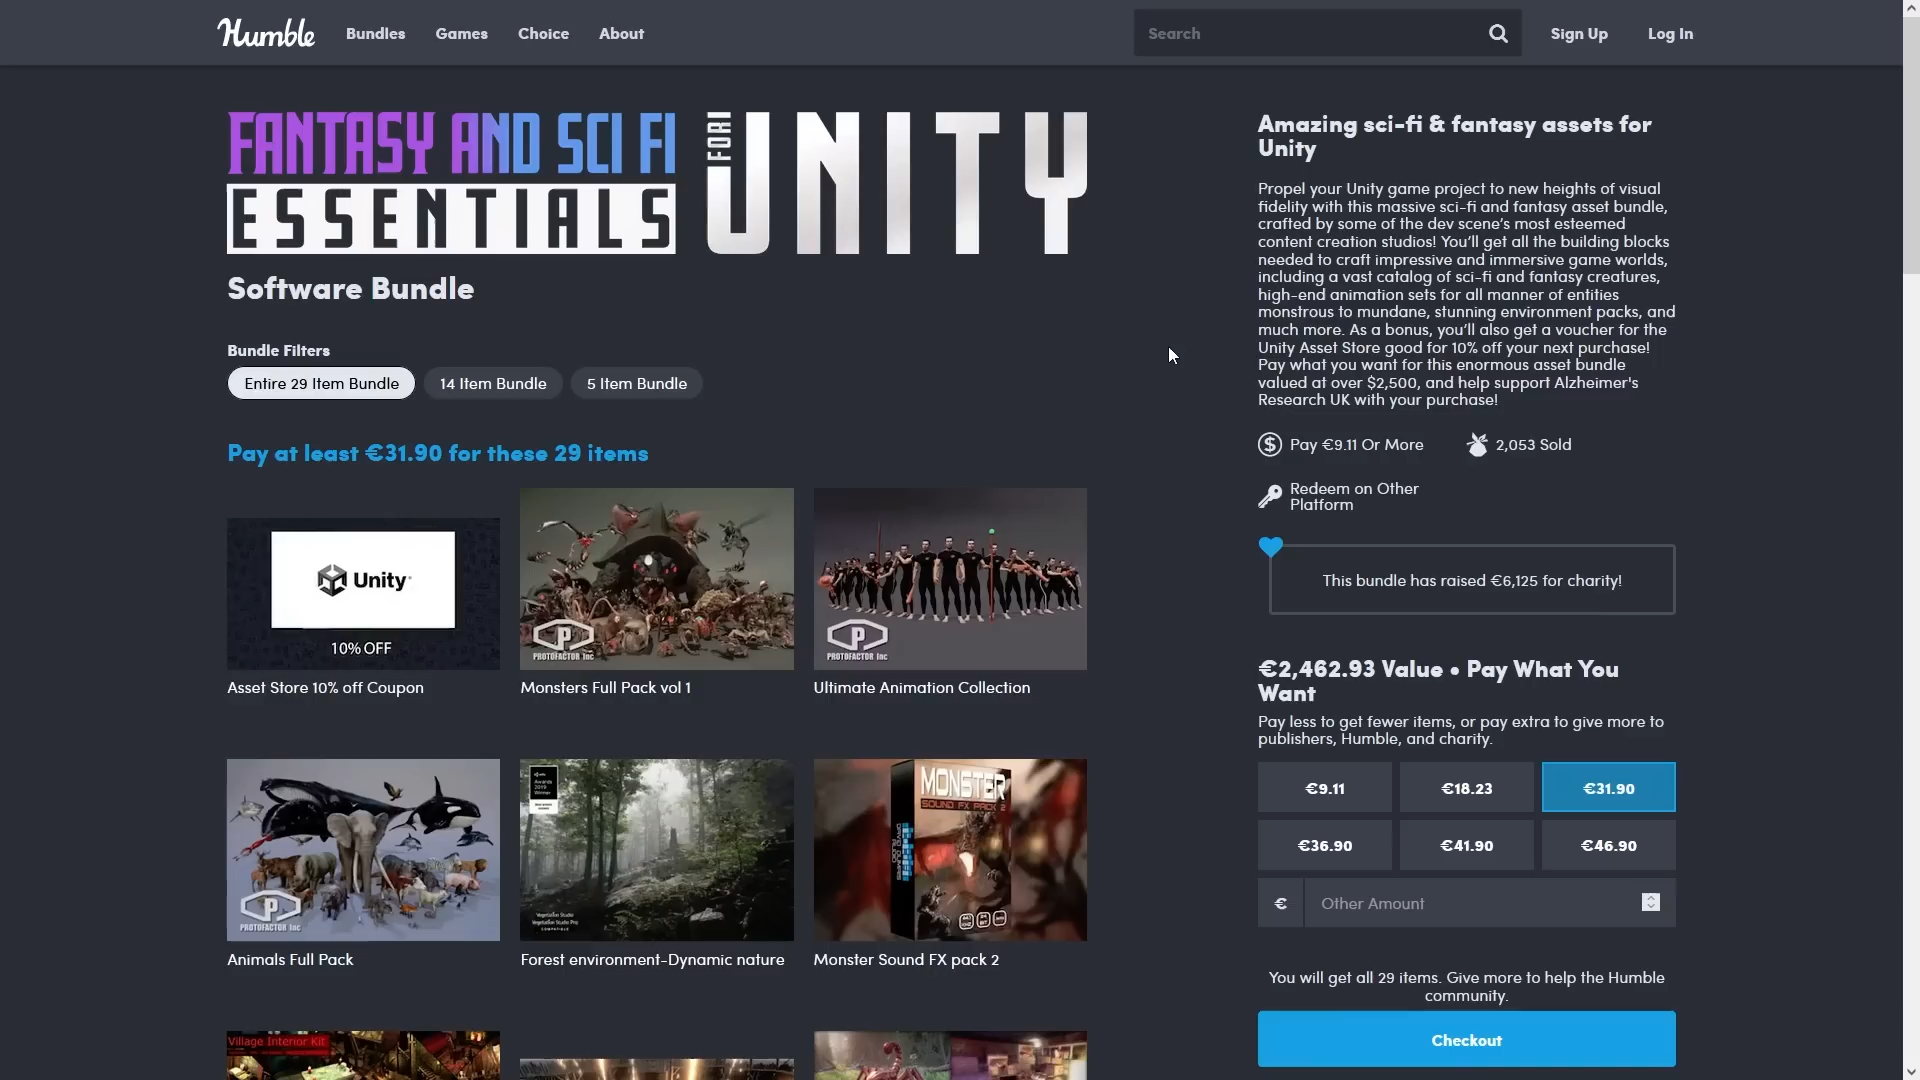 Humble
Bundles
Games
Choice
About
Search
Sign Up
Log In
FANTASY AND SCI FI
ESSENTIALS
FOR
UNITY
Software Bundle
Bundle Filters
Entire 29 Item Bundle
14 Item Bundle
5 Item Bundle
Pay at least €31.90 for these 29 items
Unity
10% OFF
Asset Store 10% off Coupon
PROTOFACTOR Inc
Monsters Full Pack vol 1
PROTOFACTOR Inc
Ultimate Animation Collection
PROTOFACTOR Inc
Animals Full Pack
Awards
2019
Winner
Vegetation Studio
Vegetation Studio Pro
COMPATIBLE
Forest environment-Dynamic nature
MONSTER
SOUND FX PACK 2
Monster Sound FX pack 2
Village Interior Kit
Amazing sci-fi & fantasy assets for
Unity
Propel your Unity game project to new heights of visual
fidelity with this massive sci-fi and fantasy asset bundle,
crafted by some of the dev scene's most esteemed
content creation studios! You'll get all the building blocks
needed to craft impressive and immersive game worlds,
including a vast catalog of sci-fi and fantasy creatures,
high-end animation sets for all manner of entities
monstrous to mundane, stunning environment packs, and
much more. As a bonus, you'll also get a voucher for the
Unity Asset Store good for 10% off your next purchase!
Pay what you want for this enormous asset bundle
valued at over $2,500, and help support Alzheimer's
Research UK with your purchase!
Pay €9.11 Or More
2,053 Sold
Redeem on Other
Platform
This bundle has raised €6,125 for charity!
€2,462.93 Value • Pay What You
Want
Pay less to get fewer items, or pay extra to give more to
publishers, Humble, and charity.
€9.11
€18.23
€31.90
€36.90
€41.90
€46.90
€
Other Amount
You will get all 29 items. Give more to help the Humble
community.
Checkout